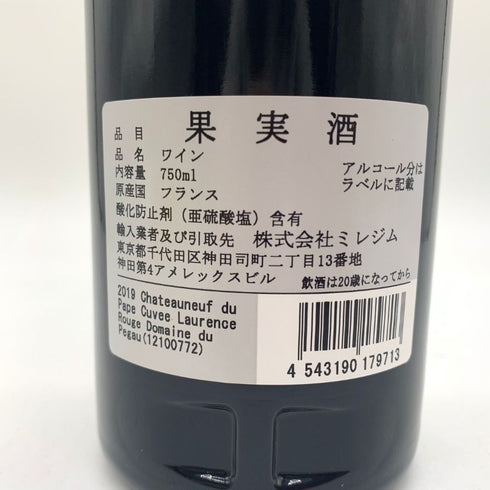 品目 果実酒
品名 ワイン
内容量 750ml
アルコール分は
ラベルに記載
原産国 フランス
酸化防止剤（亜硫酸塩）含有
輸入業者及び引取先 株式会社ミレジム
東京都千代田区神田司町二丁目13番地
神田第4アメレックスビル 飲酒は20歳になってから
2019 Chateauneuf du
Pape Cuvee Laurence
Rouge Domaine du
Pegau(12100772)
4 543190 179713